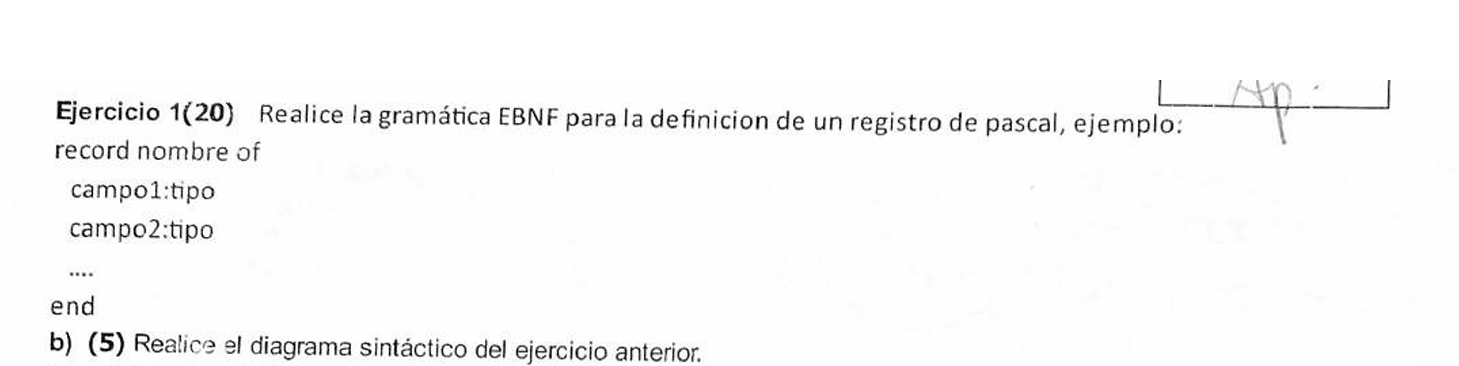 Ejercicio 1(20) Realice la gramática EBNF para la definicion de un registro de pascal, ejemplo:
record nombre of
campo1:tipo
campo2:tipo
....
end
b) (5) Realice el diagrama sintáctico del ejercicio anterior.